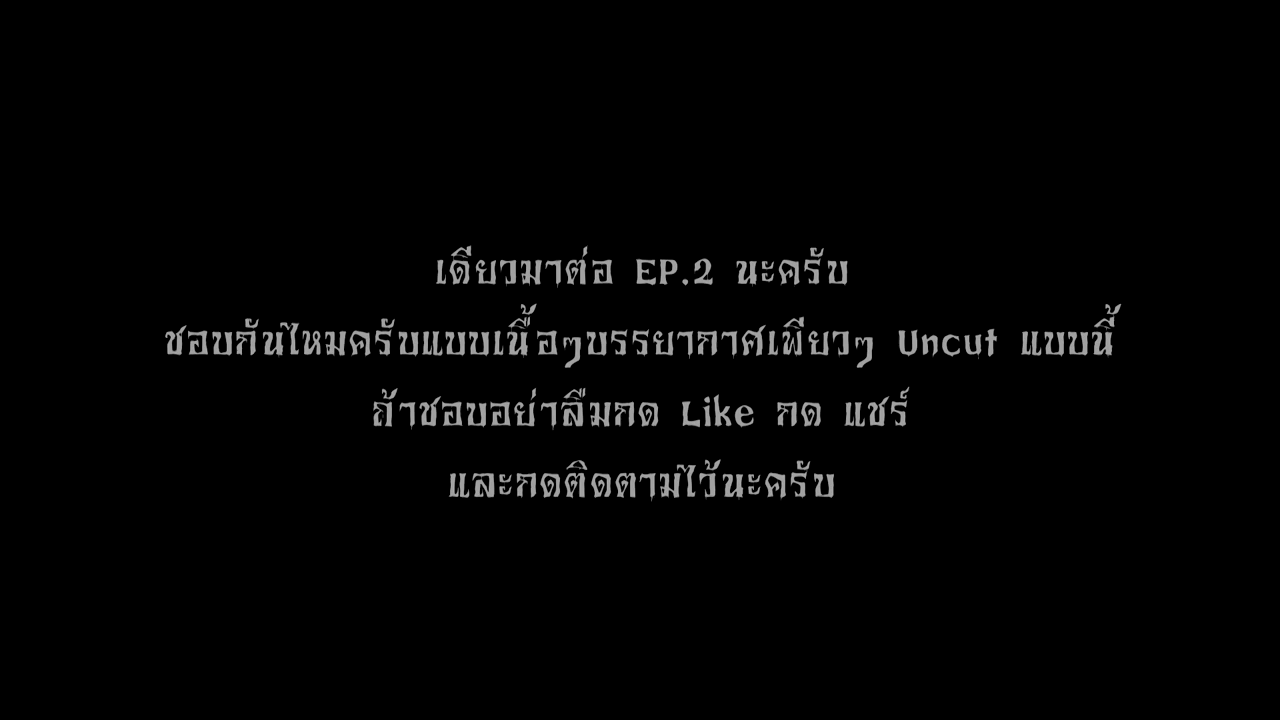 เดียวมาต่อ EP.2 นะครับ
ชอบกันไหมครับแบบเนื้อๆบรรยากาศเพียวๆ Uncut แบบนี้
ถ้าชอบอย่าลืมกด Like กด แชร์
และกดติดตามไว้นะครับ